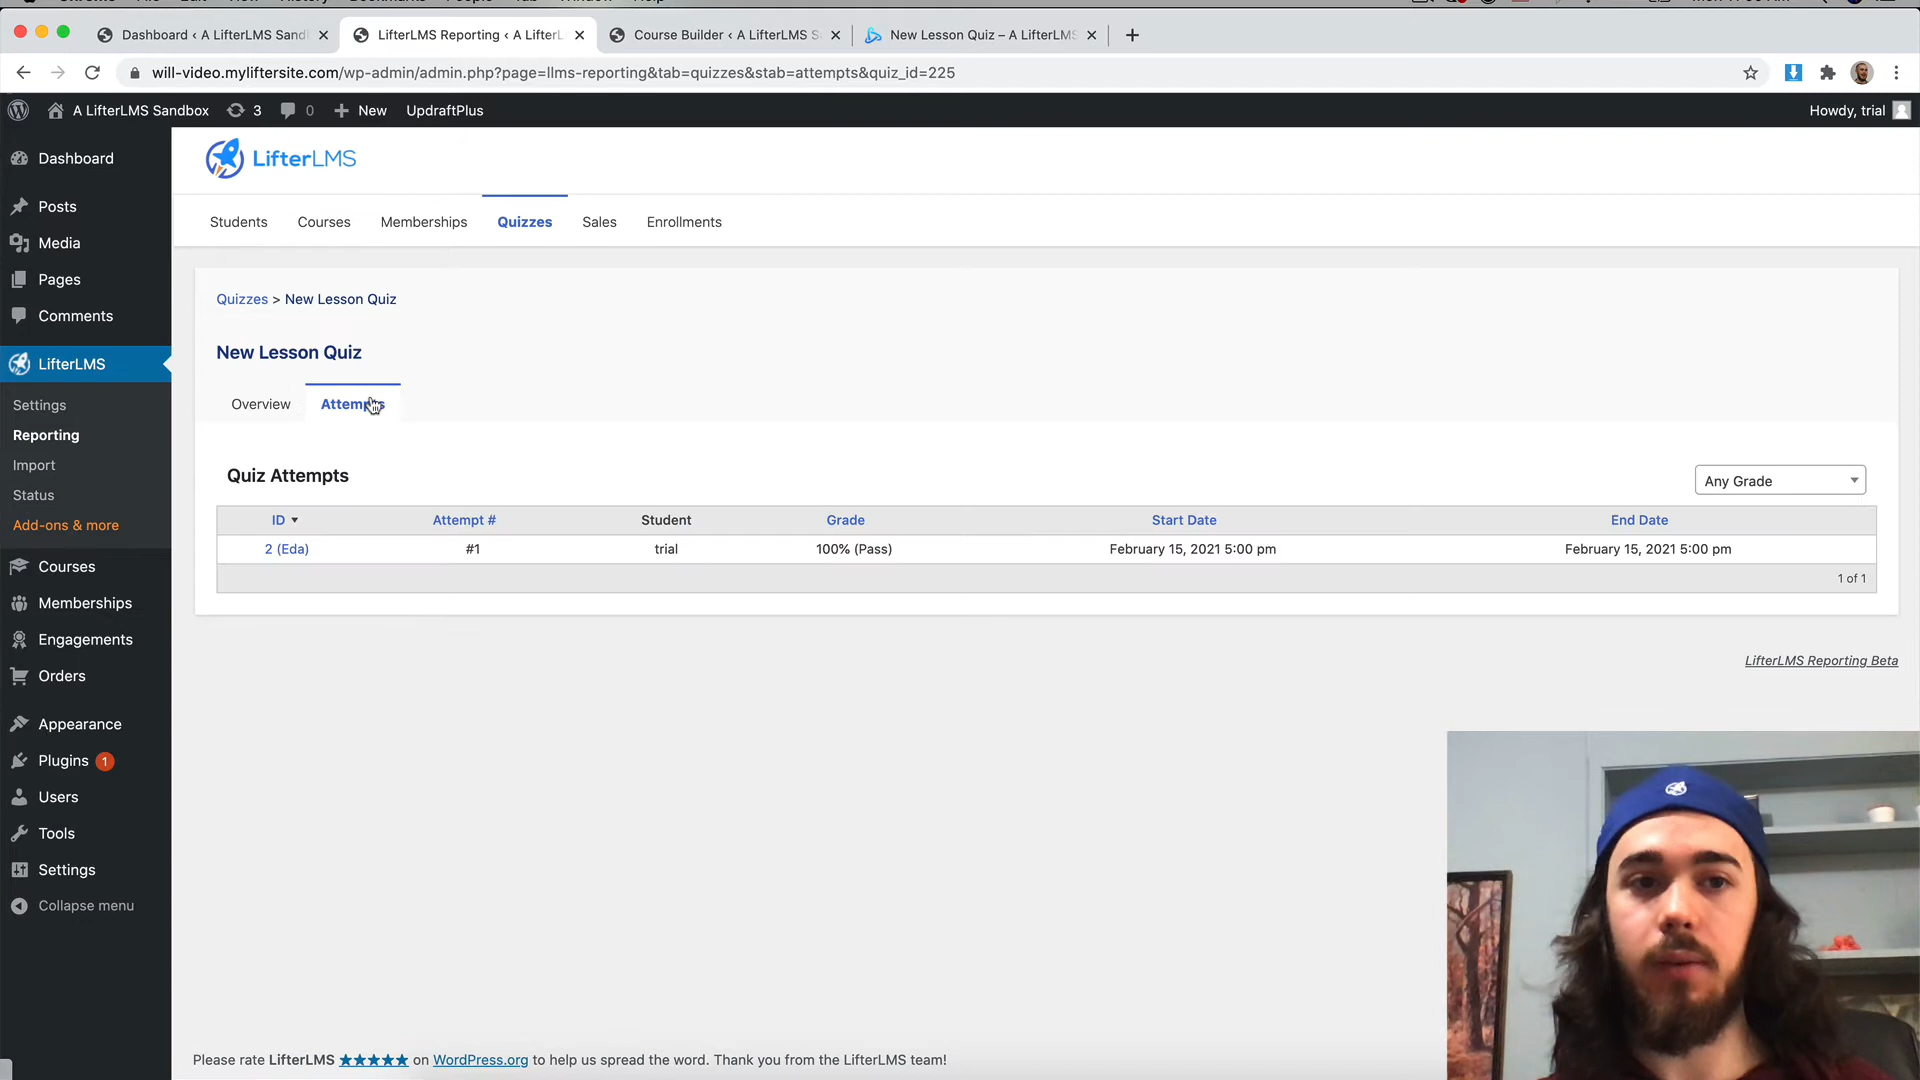 Dashboard ‹ A LifterLMS Sand
LifterLMS Reporting ‹ A Lifter
Course Builder ‹ A LifterLMS S
New Lesson Quiz – A LifterLMS
will-video.myliftersite.com/wp-admin/admin.php?page=llms-reporting&tab=quizzes&stab=attempts&quiz_id=225
A LifterLMS Sandbox 3 0 New UpdraftPlus Howdy, trial
Dashboard
Posts
Media
Pages
Comments
LifterLMS
Settings
Reporting
Import
Status
Add-ons & more
Courses
Memberships
Engagements
Orders
Appearance
Plugins 1
Users
Tools
Settings
Collapse menu
LifterLMS
Students Courses Memberships Quizzes Sales Enrollments
Quizzes > New Lesson Quiz
New Lesson Quiz
Overview Attempts
Quiz Attempts
Any Grade
ID Attempt # Student Grade Start Date End Date
2 (Eda) #1 trial 100% (Pass) February 15, 2021 5:00 pm February 15, 2021 5:00 pm
1 of 1
LifterLMS Reporting Beta
Please rate LifterLMS ★★★★★ on WordPress.org to help us spread the word. Thank you from the LifterLMS team!